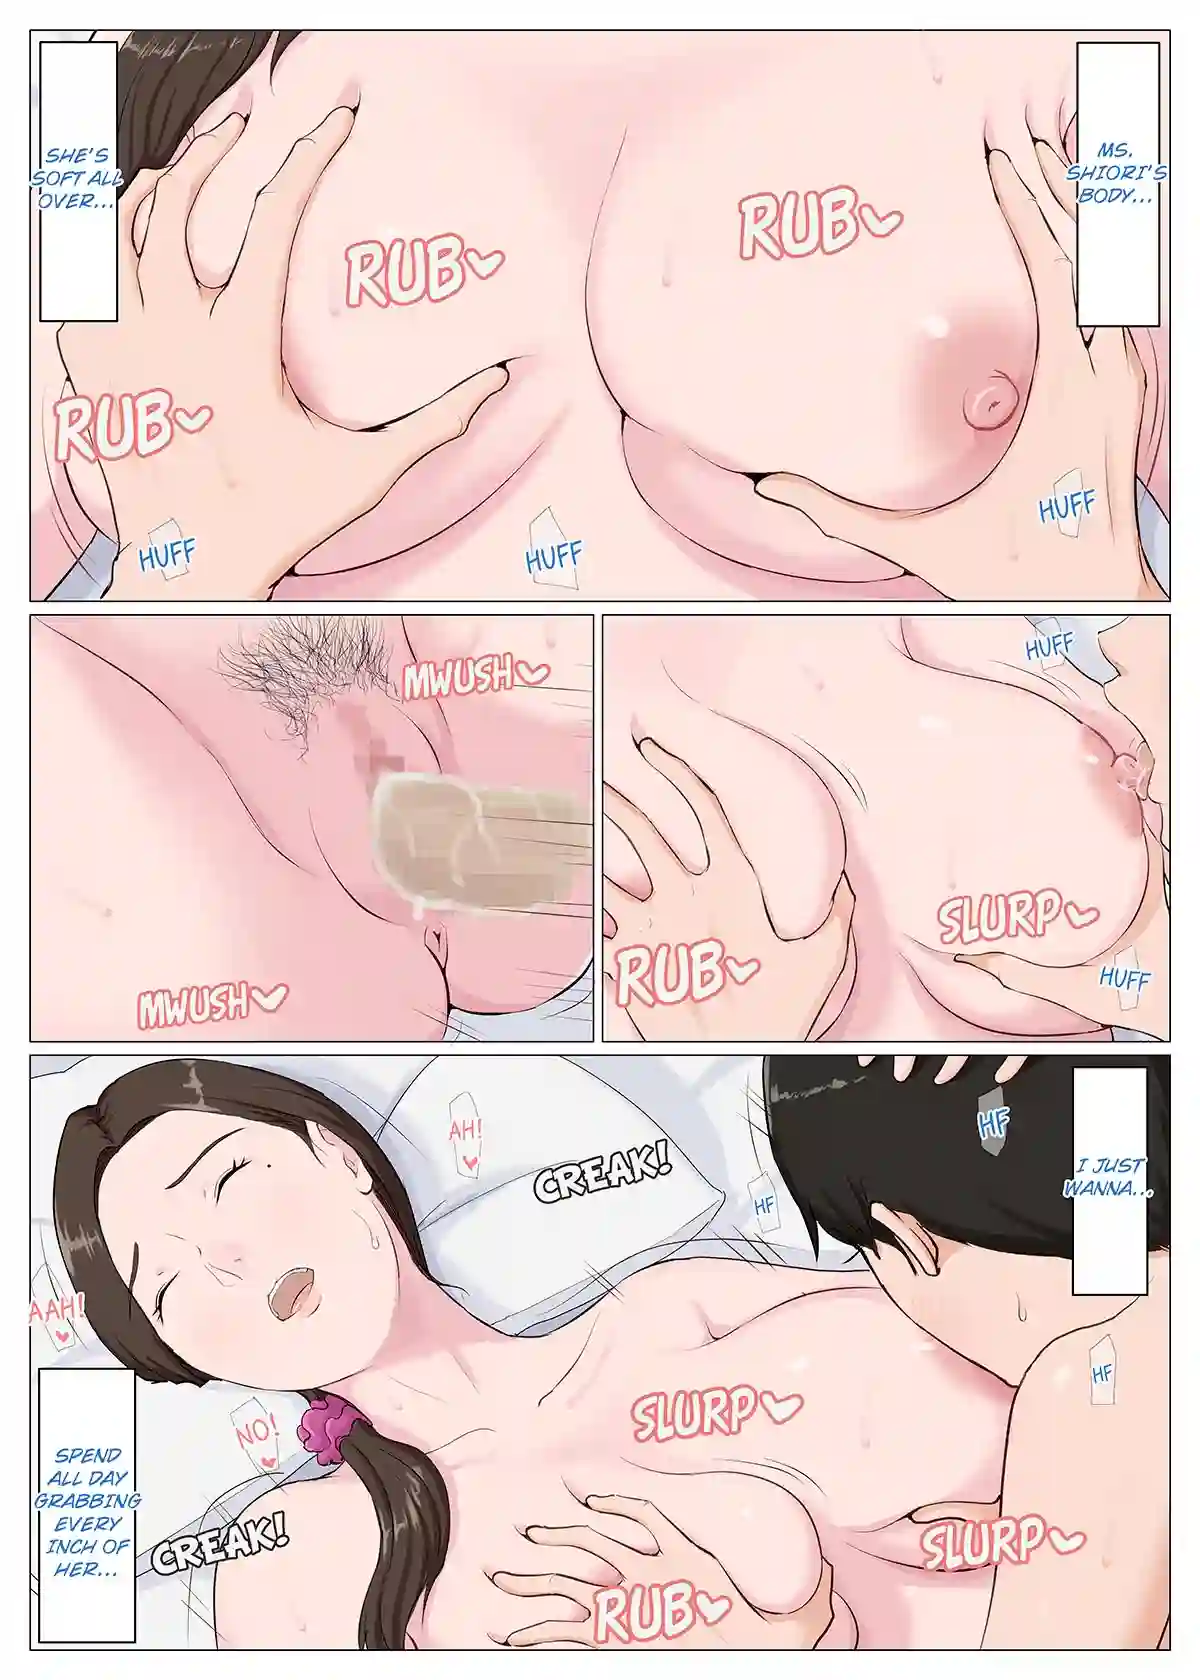 MS.
SHIORI'S
BODY...
RUB
RUB
SHE'S
SOFT ALL
OVER...
RUB
HUFF
HUFF
HUFF
HUFF
SLURP
HUFF
RUB
MWUSH
MWUSH
HF
I JUST
WANNA...
AH!
CREAK!
HF
HF
AAH!
SLURP
NO!
SPEND
ALL DAY
GRABBING
EVERY
INCH OF
HER...
CREAK!
SLURP
RUB